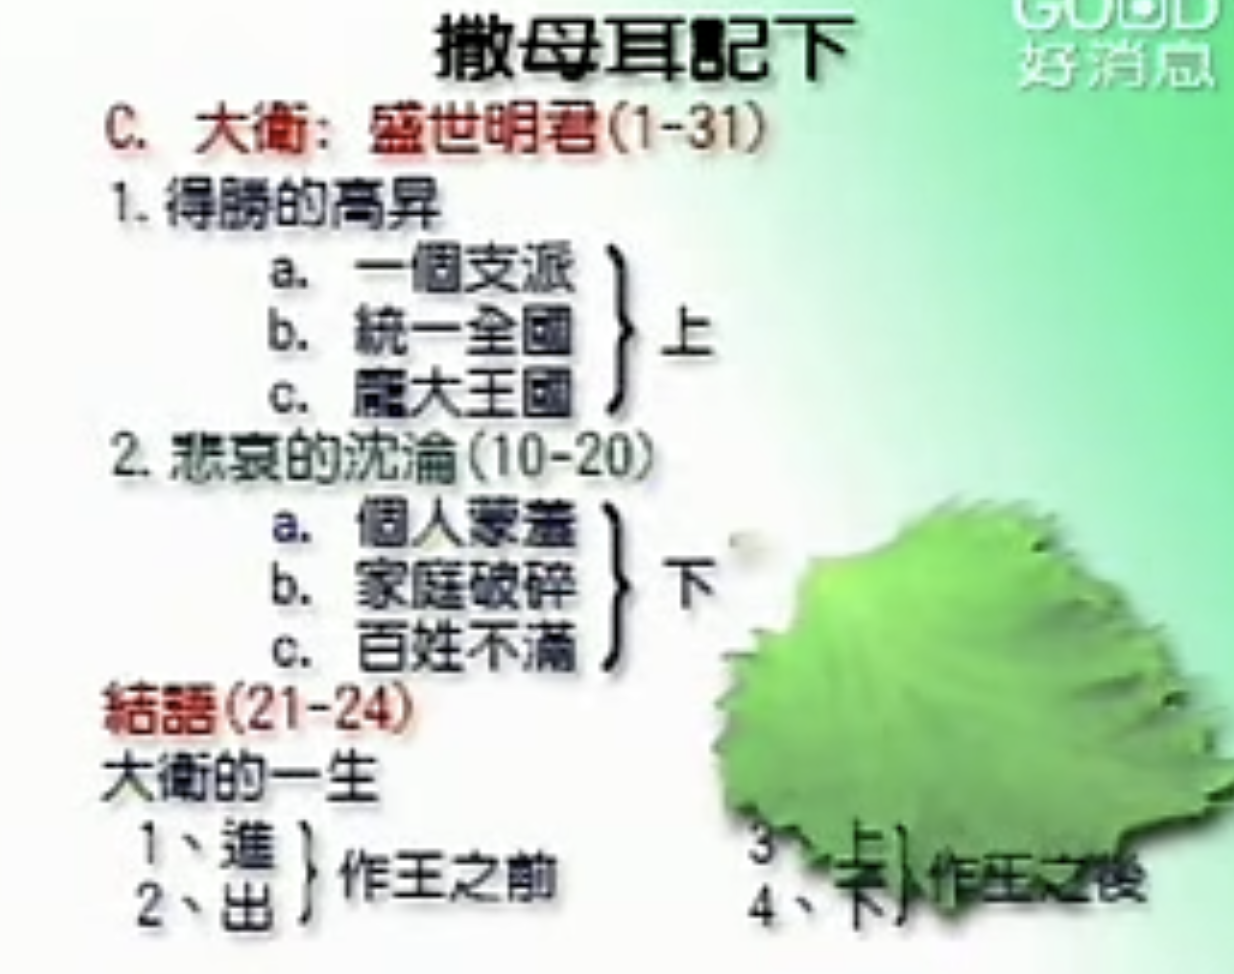 撒母耳記下
GOOD
好消息
C. 大衛: 盛世明君(1-31)
1. 得勝的高昇
a. 一個支派
b. 統一全國
c. 龐大王國
上
2. 悲哀的沈淪(10-20)
a. 個人蒙羞
b. 家庭破碎
c. 百姓不滿
下
結語(21-24)
大衛的一生
1、進
2、出
作王之前
3、上
4、下
作王之後